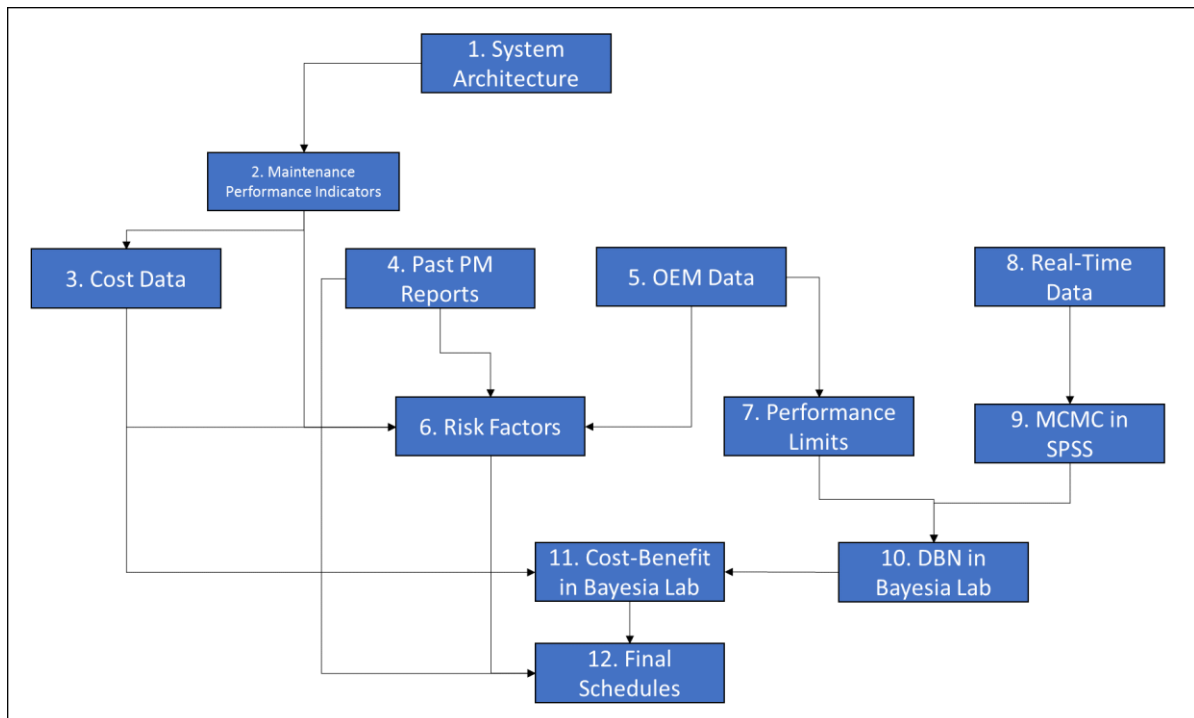 1. System
Architecture
2. Maintenance
Performance Indicators
3. Cost Data
4. Past PM
Reports
5. OEM Data
8. Real-Time
Data
6. Risk Factors
7. Performance
Limits
9. MCMC in
SPSS
11. Cost-Benefit
in Bayesia Lab
10. DBN in
Bayesia Lab
12. Final
Schedules